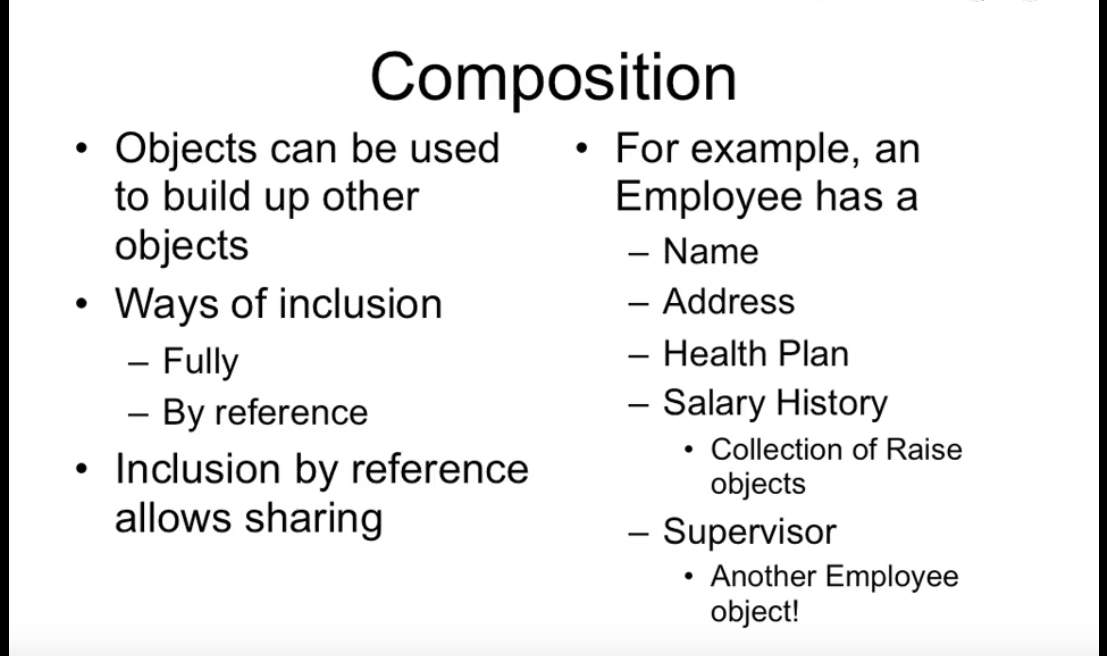 Composition
• Objects can be used
to build up other
objects
• Ways of inclusion
– Fully
– By reference
• Inclusion by reference
allows sharing
• For example, an
Employee has a
– Name
– Address
– Health Plan
– Salary History
• Collection of Raise
objects
– Supervisor
• Another Employee
object!